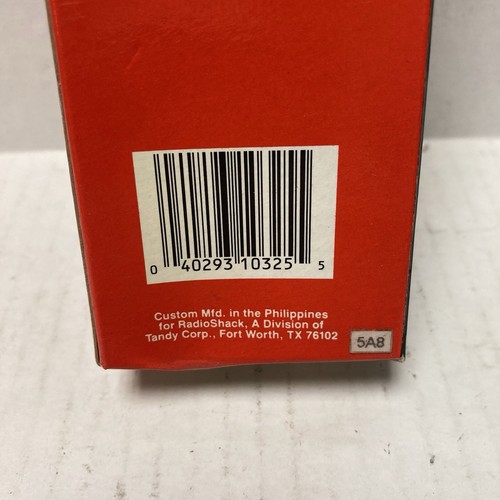 0 40293 10325 5
Custom Mfd. in the Philippines
for RadioShack, A Division of
Tandy Corp., Fort Worth, TX 76102
5A8